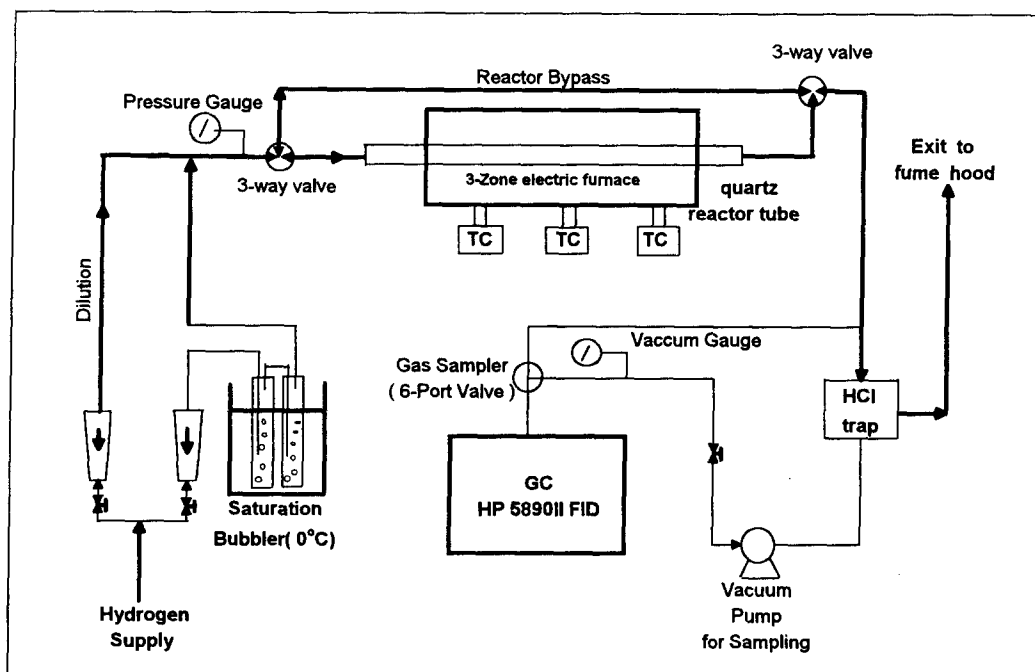 3-way valve
Reactor Bypass
Pressure Gauge
3-way valve
3-Zone electric furnace
quartz
reactor tube
TC
TC
TC
Exit to
fume hood
Dilution
Vaccum Gauge
Gas Sampler
( 6-Port Valve )
HCl
trap
GC
HP 5890II FID
Saturation
Bubbler( 0°C)
Hydrogen
Supply
Vacuum
Pump
for Sampling